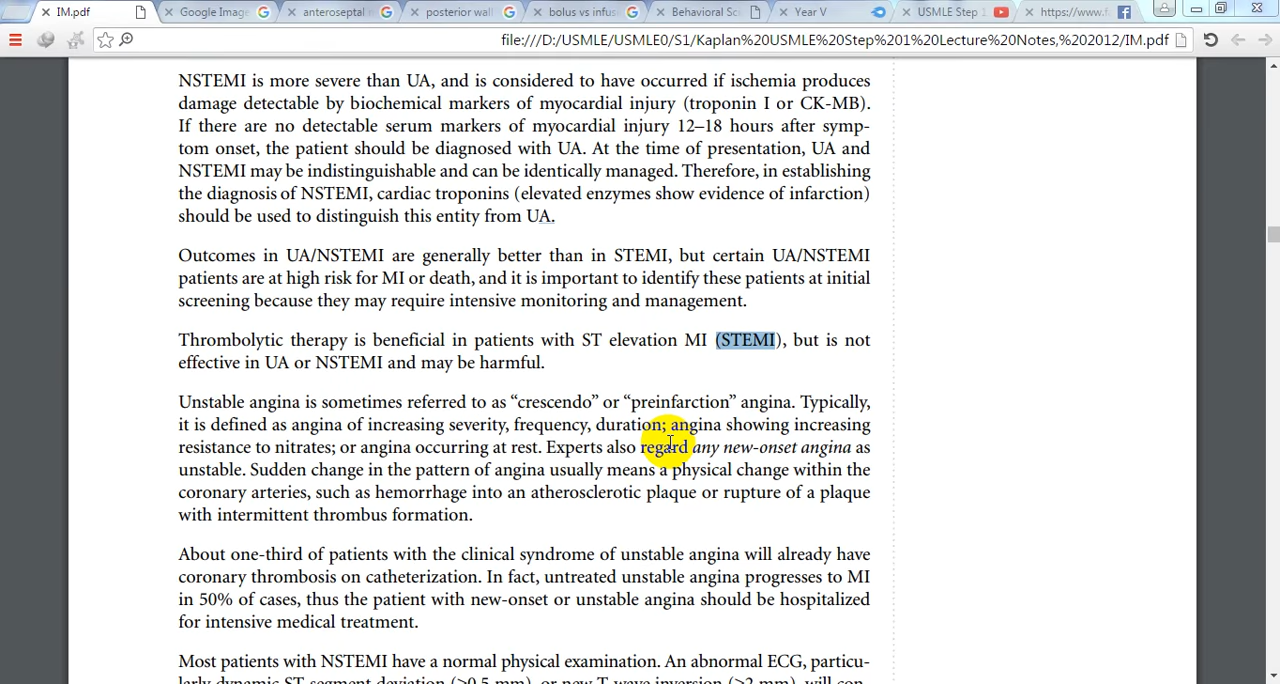 IM.pdf
Google Image
anteroseptal
posterior wall
bolus vs infus
Behavioral Sc
Year V
USMLE Step
https://www.f
file:///D:/USMLE/USMLE0/S1/Kaplan%20USMLE%20Step%201%20Lecture%20Notes,%202012/IM.pdf
NSTEMI is more severe than UA, and is considered to have occurred if ischemia produces
damage detectable by biochemical markers of myocardial injury (troponin I or CK-MB).
If there are no detectable serum markers of myocardial injury 12–18 hours after symp-
tom onset, the patient should be diagnosed with UA. At the time of presentation, UA and
NSTEMI may be indistinguishable and can be identically managed. Therefore, in establishing
the diagnosis of NSTEMI, cardiac troponins (elevated enzymes show evidence of infarction)
should be used to distinguish this entity from UA.
Outcomes in UA/NSTEMI are generally better than in STEMI, but certain UA/NSTEMI
patients are at high risk for MI or death, and it is important to identify these patients at initial
screening because they may require intensive monitoring and management.
Thrombolytic therapy is beneficial in patients with ST elevation MI (STEMI), but is not
effective in UA or NSTEMI and may be harmful.
Unstable angina is sometimes referred to as “crescendo” or “preinfarction” angina. Typically,
it is defined as angina of increasing severity, frequency, duration; angina showing increasing
resistance to nitrates; or angina occurring at rest. Experts also regard any new-onset angina as
unstable. Sudden change in the pattern of angina usually means a physical change within the
coronary arteries, such as hemorrhage into an atherosclerotic plaque or rupture of a plaque
with intermittent thrombus formation.
About one-third of patients with the clinical syndrome of unstable angina will already have
coronary thrombosis on catheterization. In fact, untreated unstable angina progresses to MI
in 50% of cases, thus the patient with new-onset or unstable angina should be hospitalized
for intensive medical treatment.
Most patients with NSTEMI have a normal physical examination. An abnormal ECG, particu-
larly dynamic ST-segment deviation (≥0.5 mm), or new T-wave inversion (≥2 mm), will con-